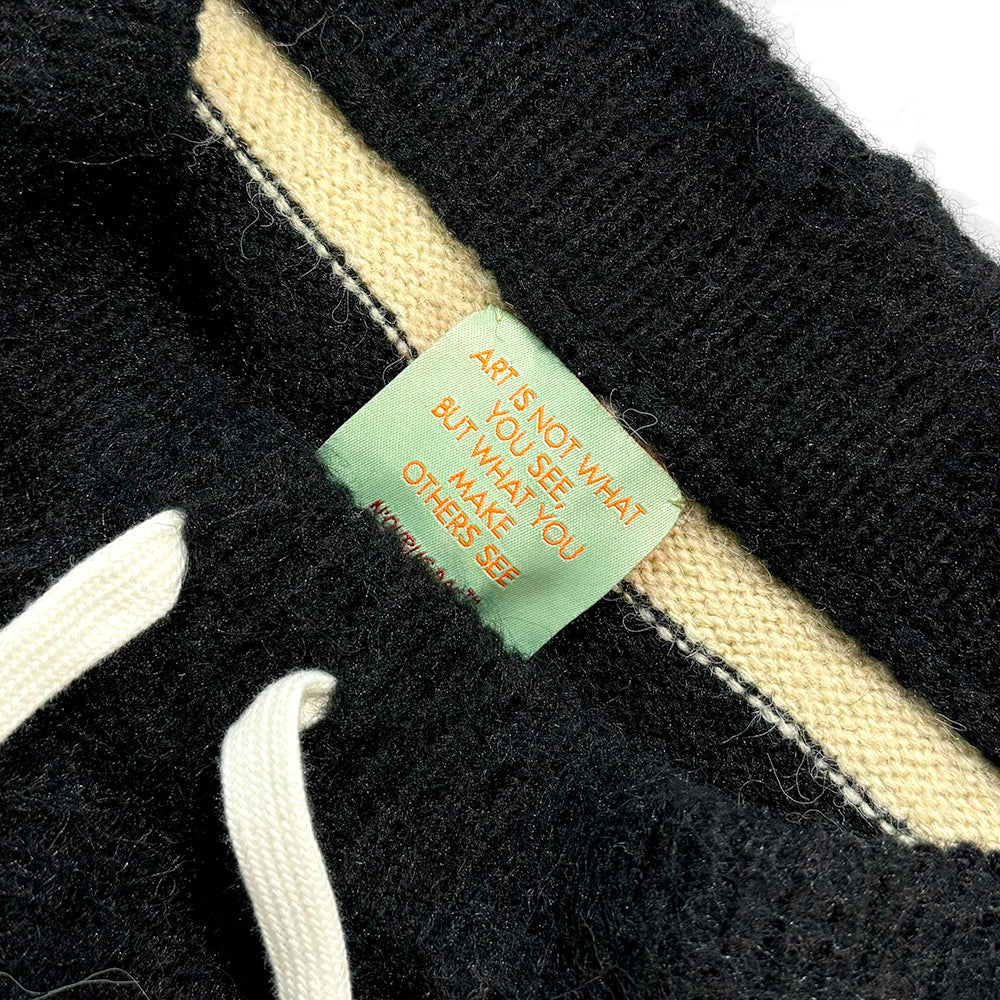 ART IS NOT WHAT
YOU SEE,
BUT WHAT YOU
MAKE
OTHERS SEE